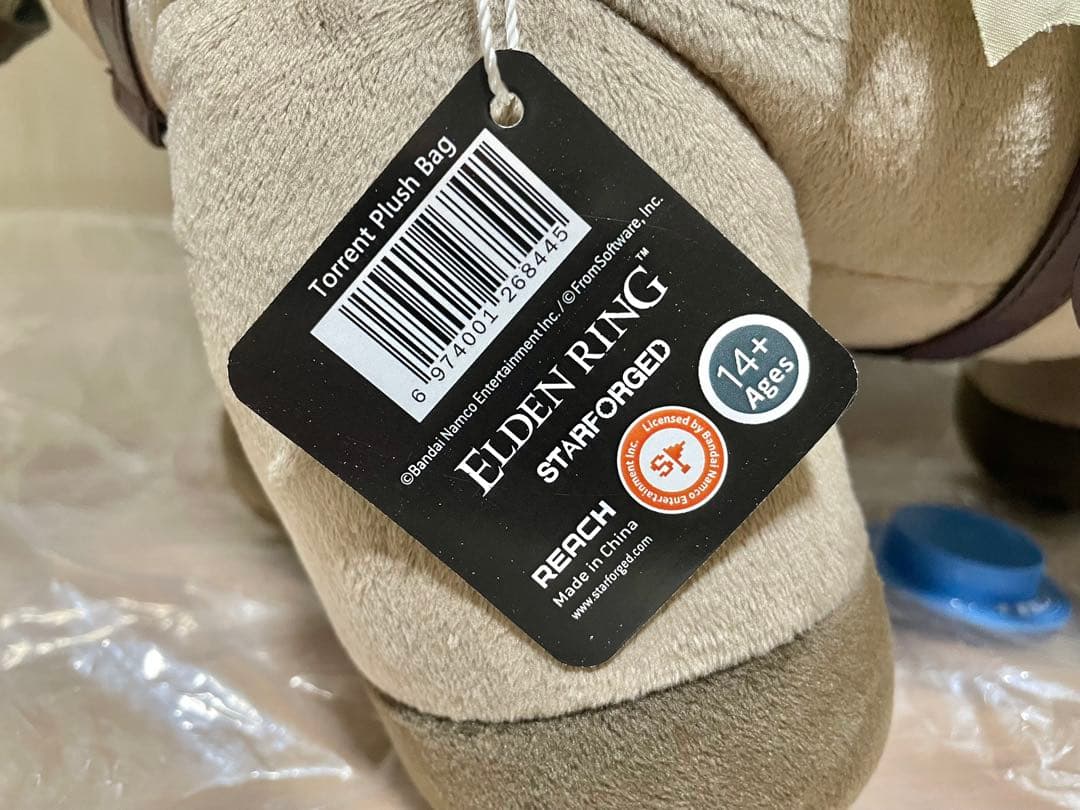 Torrent Plush Bag
6 974001 268445
©Bandai Namco Entertainment Inc. / ©FromSoftware, Inc.
ELDEN RING™
STARFORGED
14+
Ages
Licensed by Bandai Namco Entertainment Inc.
REACH
Made in China
www.starforged.com